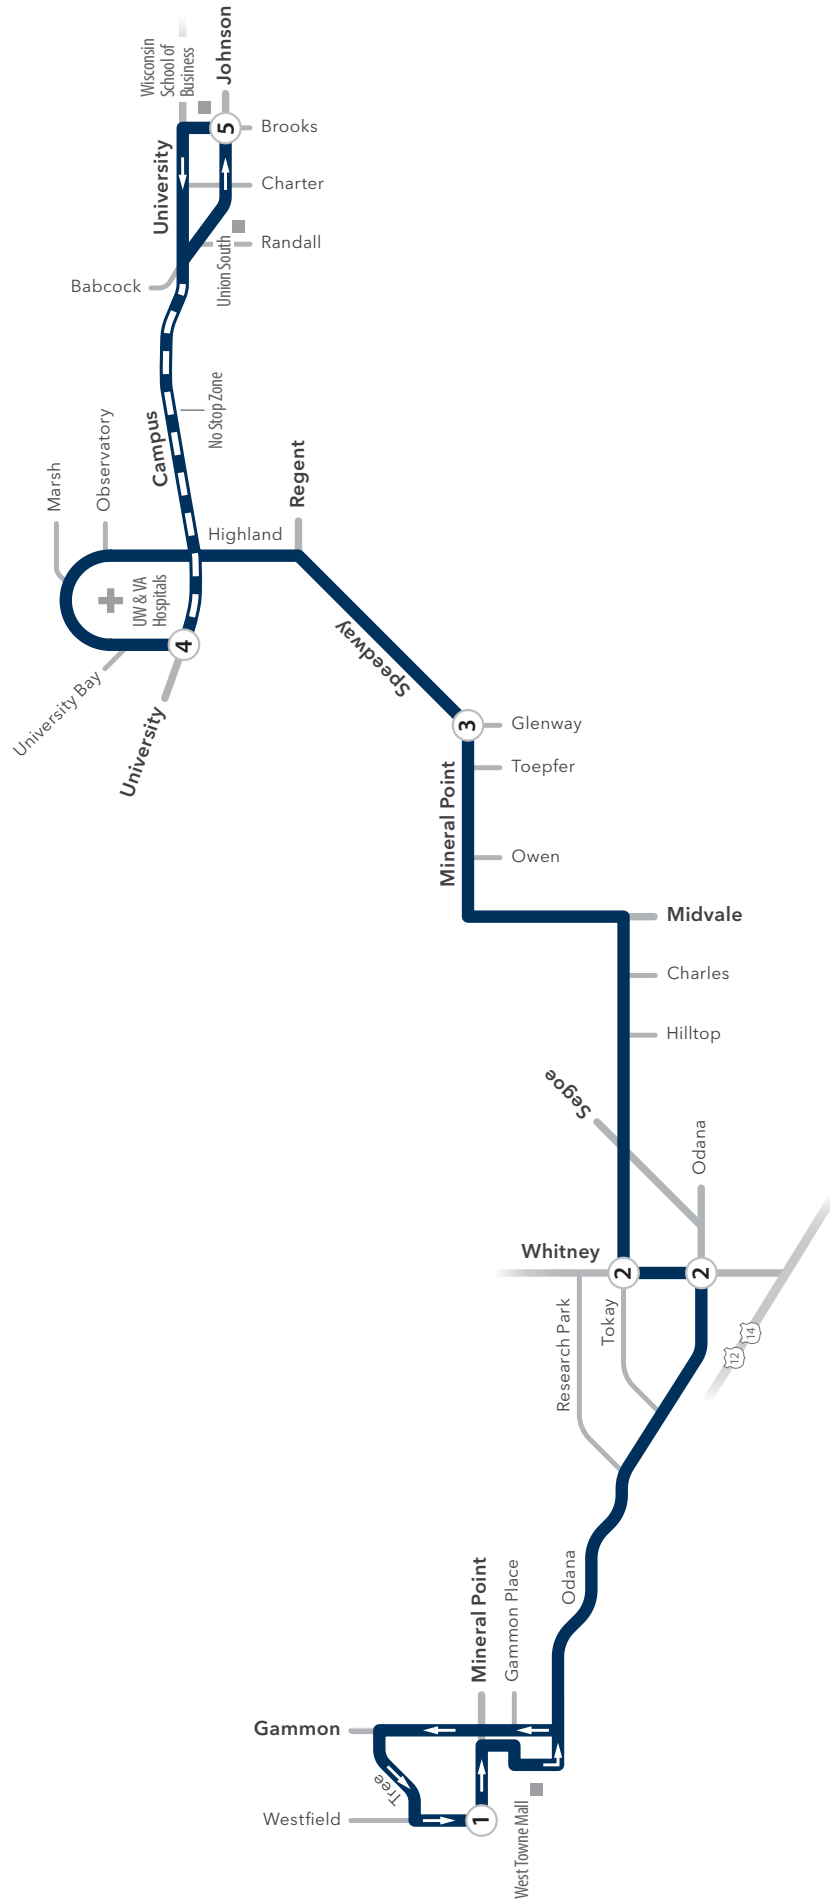 Wisconsin
School of
Business
Johnson
5
Brooks
University
Charter
Union South
Randall
Babcock
No Stop Zone
Campus
Marsh
Observatory
Regent
Highland
UW & VA
Hospitals
4
University Bay
University
Speedway
3
Glenway
Mineral Point
Toepfer
Owen
Midvale
Charles
Hilltop
Segoe
Odana
Whitney
2
2
Research Park
Tokay
14
12
Odana
Mineral Point
Gammon Place
Gammon
Tree
Westfield
1
West Towne Mall